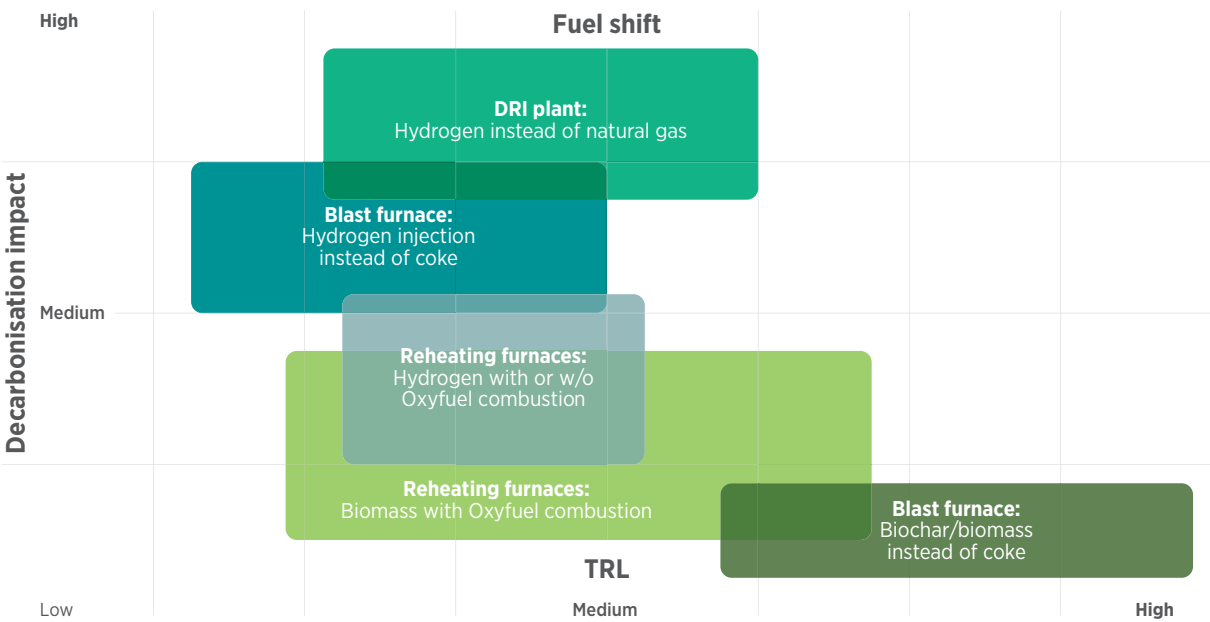 High
Fuel shift
DRI plant:
Hydrogen instead of natural gas
Decarbonisation impact
Blast furnace:
Hydrogen injection
instead of coke
Medium
Reheating furnaces:
Hydrogen with or w/o
Oxyfuel combustion
Reheating furnaces:
Biomass with Oxyfuel combustion
Blast furnace:
Biochar/biomass
instead of coke
TRL
Low
Medium
High